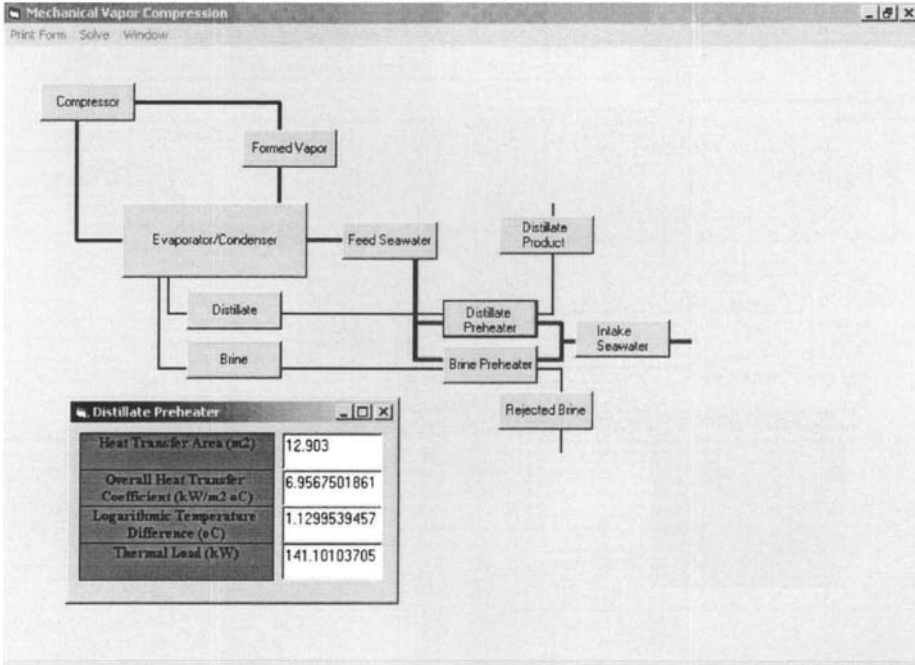 Mechanical Vapor Compression
Print Form Solve Window
Compressor
Formed Vapor
Evaporator/Condenser
Feed Seawater
Distillate
Product
Distillate
Distillate
Preheater
Intake
Seawater
Brine
Brine Preheater
Rejected Brine
Distillate Preheater
Heat Transfer Area (m2)
12.903
Overall Heat Transfer
Coefficient (kW/m2 oC)
6.9567501861
Logarithmic Temperature
Difference (oC)
1.1299539457
Thermal Load (kW)
141.10103705